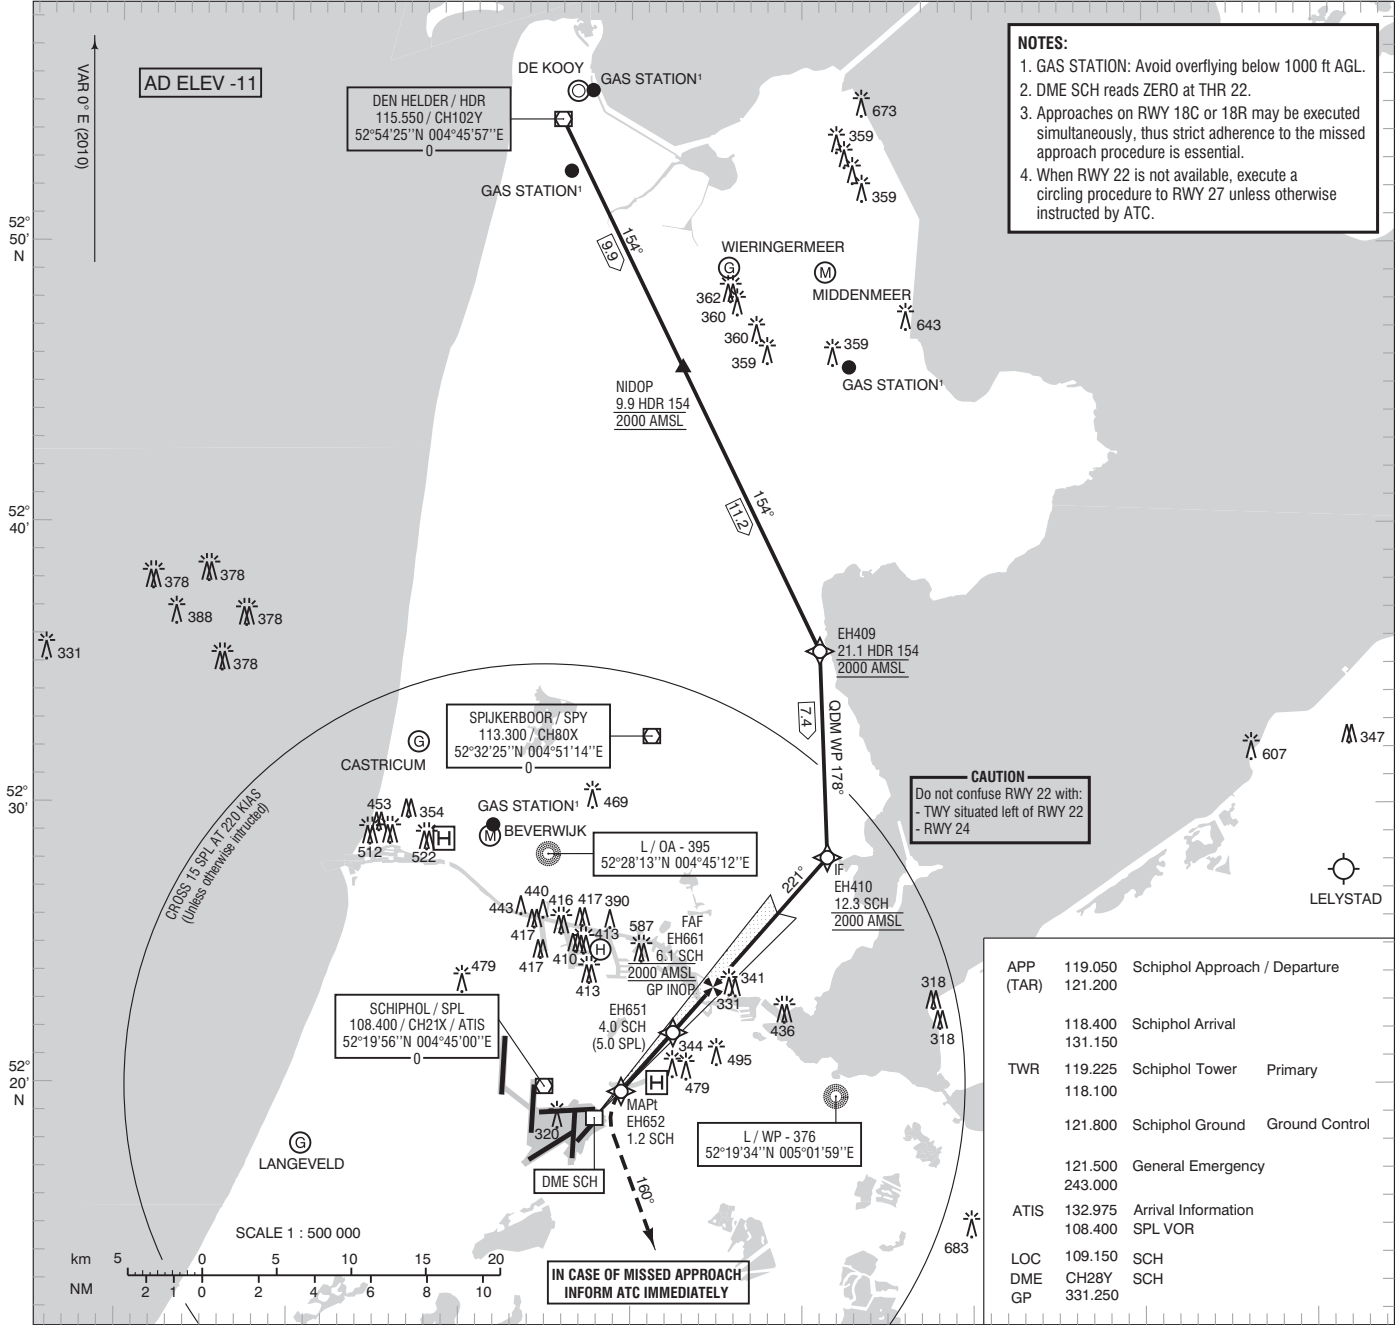 VAR 0° E (2010)
AD ELEV -11
DE KOOY
GAS STATION¹
DEN HELDER / HDR
115.550 / CH102Y
52°54'25''N 004°45'57''E
0
GAS STATION¹
NOTES:
1. GAS STATION: Avoid overflying below 1000 ft AGL.
2. DME SCH reads ZERO at THR 22.
3. Approaches on RWY 18C or 18R may be executed
simultaneously, thus strict adherence to the missed
approach procedure is essential.
4. When RWY 22 is not available, execute a
circling procedure to RWY 27 unless otherwise
instructed by ATC.
673
359
359
52°
50'
N
154°
9.9
WIERINGERMEER
G
M
MIDDENMEER
362
360
360
359
643
359
GAS STATION¹
NIDOP
9.9 HDR 154
2000 AMSL
154°
11.2
52°
40'
378
378
388
378
331
378
EH409
21.1 HDR 154
2000 AMSL
7.4
QDM WP 178°
SPIJKERBOOR / SPY
113.300 / CH80X
52°32'25''N 004°51'14''E
0
G
CASTRICUM
607
347
CAUTION
Do not confuse RWY 22 with:
- TWY situated left of RWY 22
- RWY 24
52°
30'
CROSS 15 SPL AT 220 KIAS
(Unless otherwise intructed)
453
354
512
522
H
GAS STATION¹
M
BEVERWIJK
469
L / OA - 395
52°28'13''N 004°45'12''E
IF
EH410
12.3 SCH
2000 AMSL
221°
LELYSTAD
440
416
417
390
443
417
417
410
413
H
413
587
FAF
EH661
6.1 SCH
2000 AMSL
GP INOP
341
331
436
479
318
318
SCHIPHOL / SPL
108.400 / CH21X / ATIS
52°19'56''N 004°45'00''E
0
EH651
4.0 SCH
(5.0 SPL)
344
495
479
H
52°
20'
N
MAPt
EH652
1.2 SCH
320
L / WP - 376
52°19'34''N 005°01'59''E
G
LANGEVELD
DME SCH
160°
683
IN CASE OF MISSED APPROACH
INFORM ATC IMMEDIATELY
SCALE 1 : 500 000
km 5 0 5 10 15 20
NM 2 1 0 2 4 6 8 10
APP 119.050 Schiphol Approach / Departure
(TAR) 121.200
118.400 Schiphol Arrival
131.150
TWR 119.225 Schiphol Tower Primary
118.100
121.800 Schiphol Ground Ground Control
121.500 General Emergency
243.000
ATIS 132.975 Arrival Information
108.400 SPL VOR
LOC 109.150 SCH
DME CH28Y SCH
GP 331.250